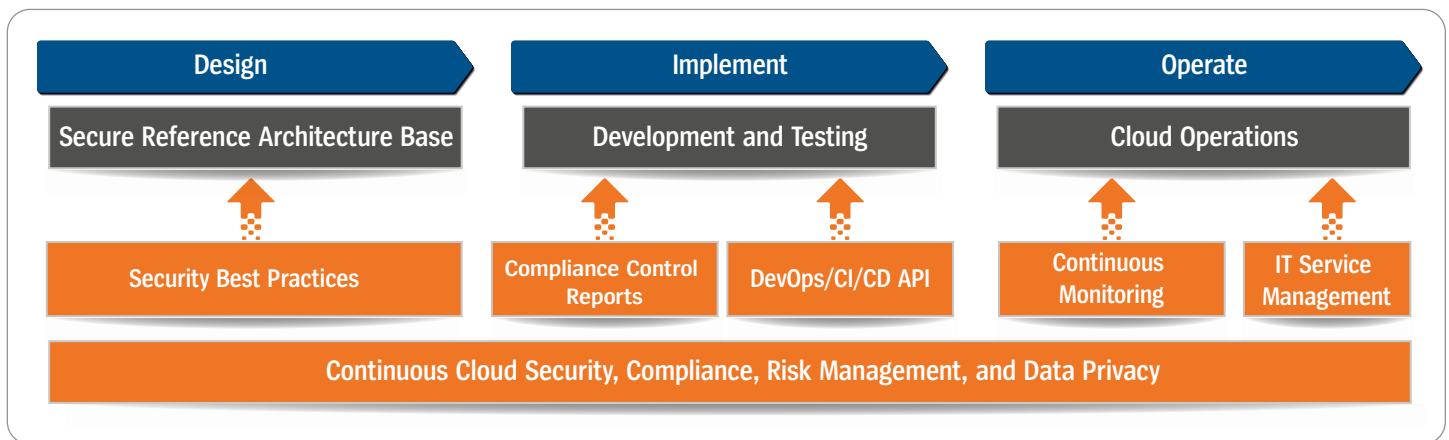 Design
Implement
Operate
Secure Reference Architecture Base
Development and Testing
Cloud Operations
Security Best Practices
Compliance Control
Reports
DevOps/CI/CD API
Continuous
Monitoring
IT Service
Management
Continuous Cloud Security, Compliance, Risk Management, and Data Privacy